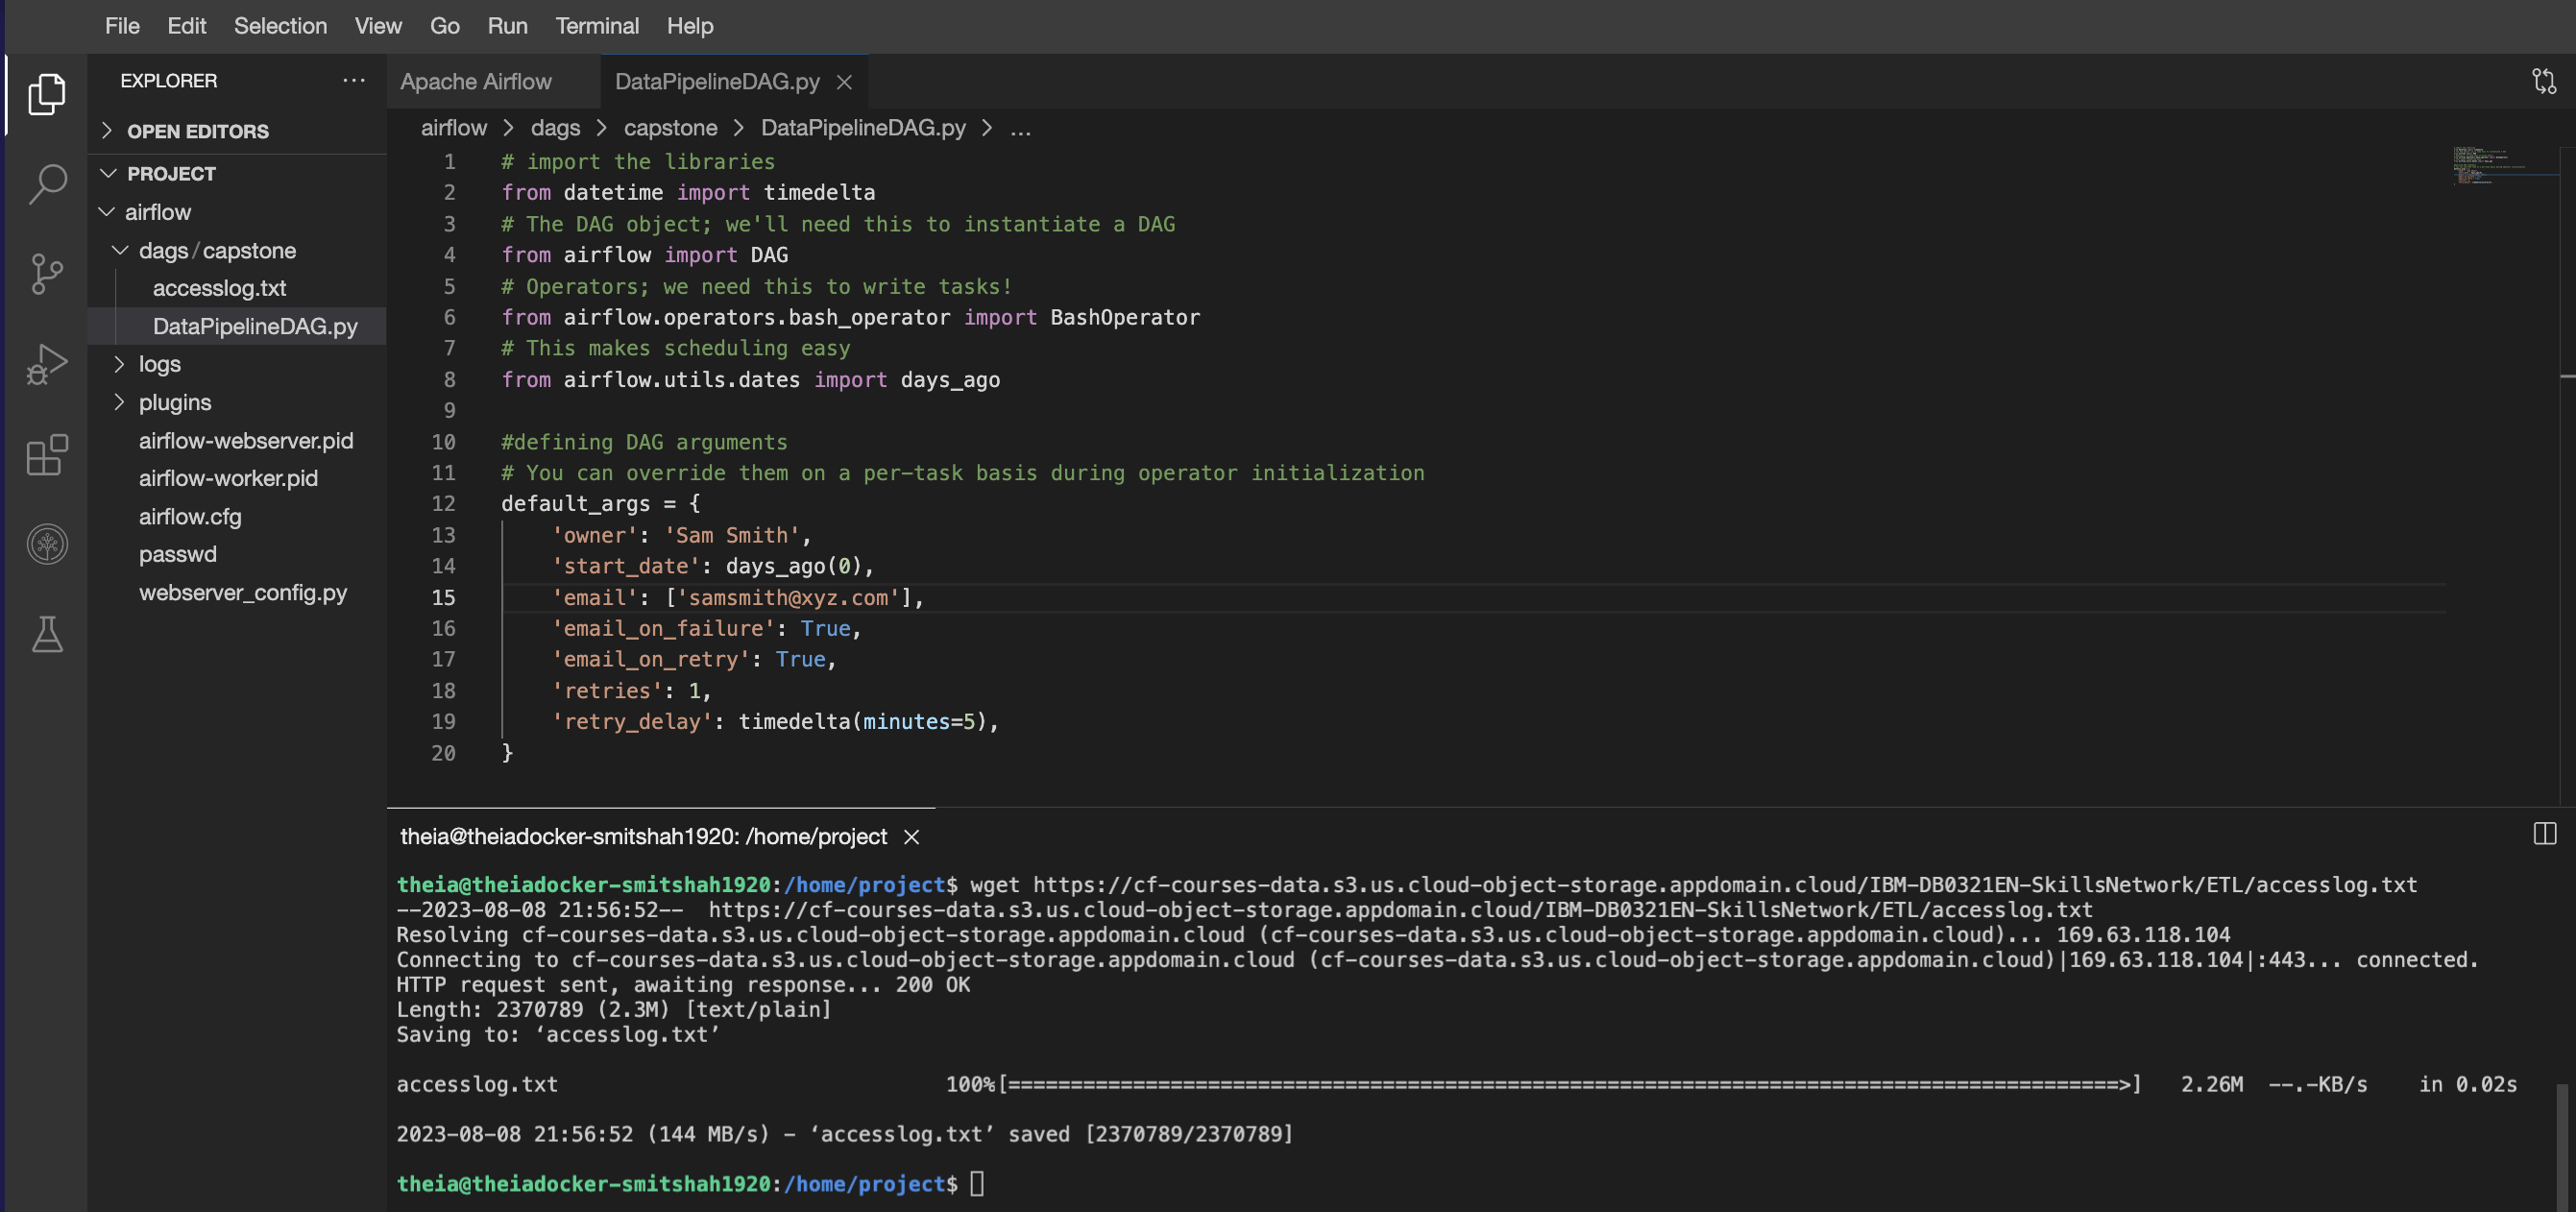 File Edit Selection View Go Run Terminal Help
EXPLORER ...
OPEN EDITORS
PROJECT
airflow
dags / capstone
accesslog.txt
DataPipelineDAG.py
logs
plugins
airflow-webserver.pid
airflow-worker.pid
airflow.cfg
passwd
webserver_config.py
Apache Airflow DataPipelineDAG.py
airflow > dags > capstone > DataPipelineDAG.py > ...
1 # import the libraries
2 from datetime import timedelta
3 # The DAG object; we'll need this to instantiate a DAG
4 from airflow import DAG
5 # Operators; we need this to write tasks!
6 from airflow.operators.bash_operator import BashOperator
7 # This makes scheduling easy
8 from airflow.utils.dates import days_ago
9
10 #defining DAG arguments
11 # You can override them on a per-task basis during operator initialization
12 default_args = {
13 'owner': 'Sam Smith',
14 'start_date': days_ago(0),
15 'email': ['samsmith@xyz.com'],
16 'email_on_failure': True,
17 'email_on_retry': True,
18 'retries': 1,
19 'retry_delay': timedelta(minutes=5),
20 }
theia@theiadocker-smitshah1920: /home/project
theia@theiadocker-smitshah1920:/home/project$ wget https://cf-courses-data.s3.us.cloud-object-storage.appdomain.cloud/IBM-DB0321EN-SkillsNetwork/ETL/accesslog.txt
--2023-08-08 21:56:52-- https://cf-courses-data.s3.us.cloud-object-storage.appdomain.cloud/IBM-DB0321EN-SkillsNetwork/ETL/accesslog.txt
Resolving cf-courses-data.s3.us.cloud-object-storage.appdomain.cloud (cf-courses-data.s3.us.cloud-object-storage.appdomain.cloud)... 169.63.118.104
Connecting to cf-courses-data.s3.us.cloud-object-storage.appdomain.cloud (cf-courses-data.s3.us.cloud-object-storage.appdomain.cloud)|169.63.118.104|:443... connected.
HTTP request sent, awaiting response... 200 OK
Length: 2370789 (2.3M) [text/plain]
Saving to: ‘accesslog.txt’
accesslog.txt 100%[=========================================================================================>] 2.26M --.-KB/s in 0.02s
2023-08-08 21:56:52 (144 MB/s) - ‘accesslog.txt’ saved [2370789/2370789]
theia@theiadocker-smitshah1920:/home/project$